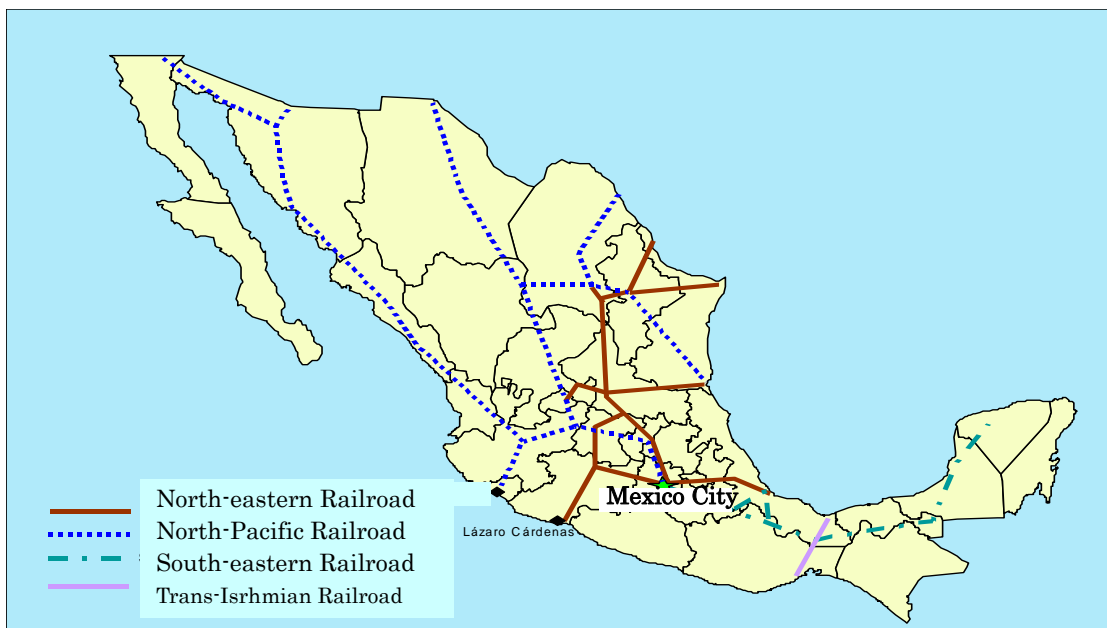 Mexico City
Lázaro Cárdenas
North-eastern Railroad
North-Pacific Railroad
South-eastern Railroad
Trans-Isrhmian Railroad